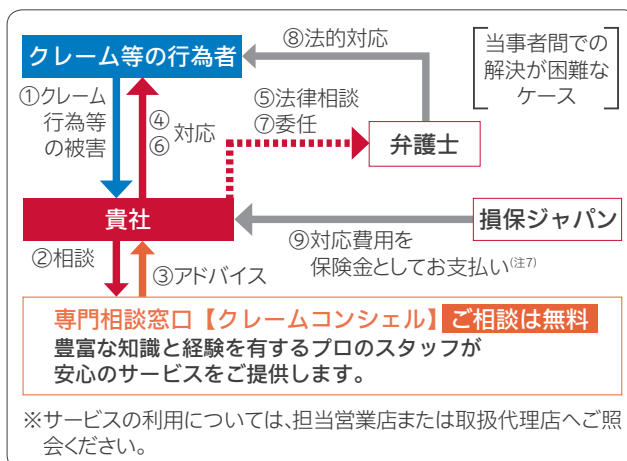 ⑧法的対応
クレーム等の行為者
当事者間での
解決が困難な
ケース
①クレーム
行為等
の被害
④
⑥
対応
⑤法律相談
⑦委任
弁護士
貴社
損保ジャパン
②相談
③アドバイス
⑨対応費用を
保険金としてお支払い(注7)
専門相談窓口【クレームコンシェル】 ご相談は無料
豊富な知識と経験を有するプロのスタッフが
安心のサービスをご提供します。
※サービスの利用については、担当営業店または取扱代理店へご照
会ください。